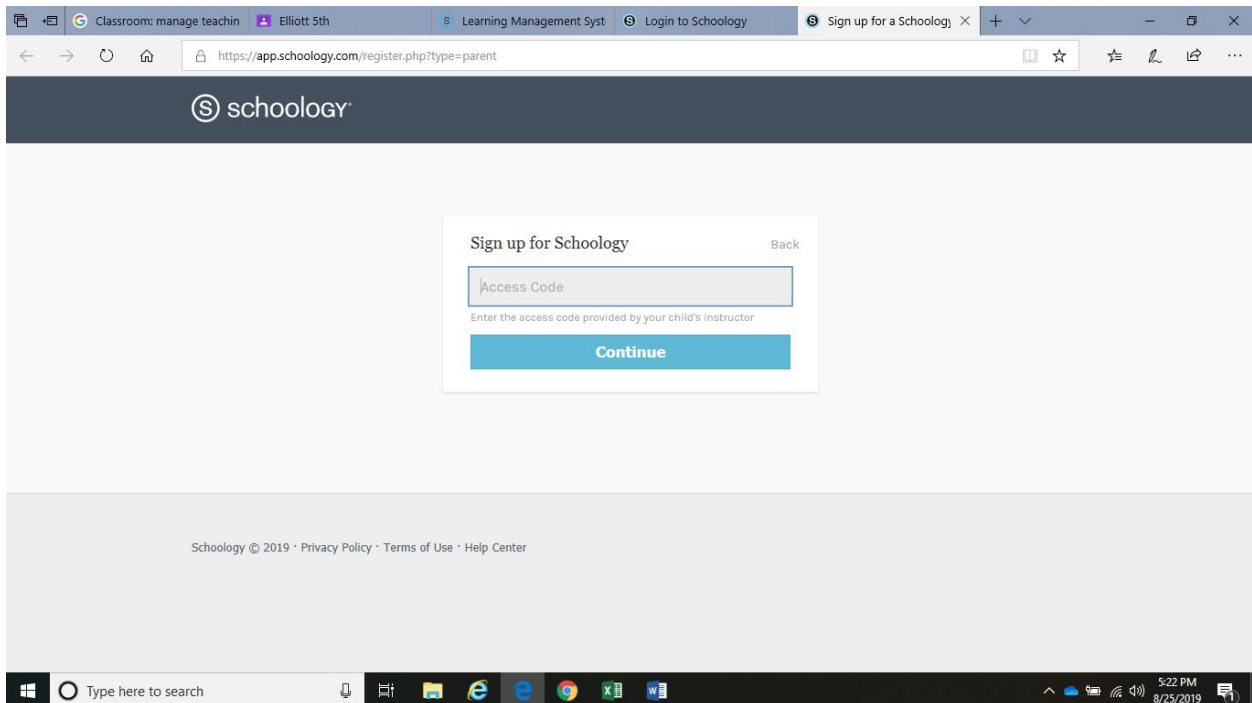 Classroom: manage teachin
Elliott 5th
Learning Management Syst
Login to Schoology
Sign up for a Schoology
https://app.schoology.com/register.php?type=parent
schoology
Sign up for Schoology
Back
Access Code
Enter the access code provided by your child's instructor
Continue
Schoology © 2019 · Privacy Policy · Terms of Use · Help Center
Type here to search
5:22 PM
8/25/2019